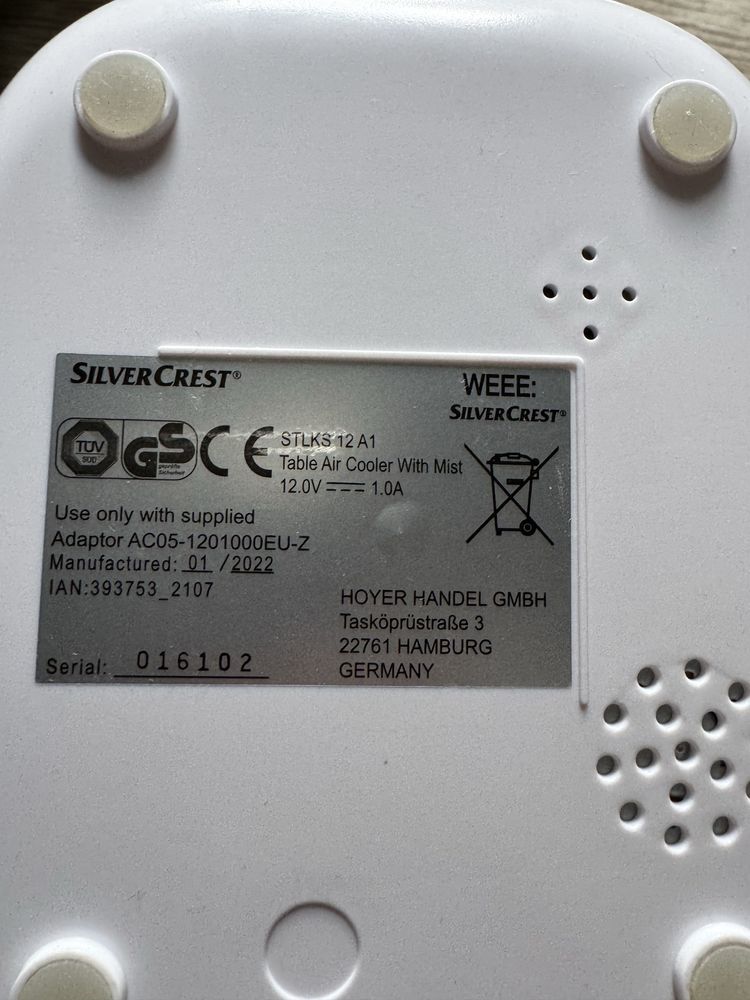 SILVERCREST®
WEEE:
SILVERCREST®
TÜV
SÜD
GS
geprüfte
Sicherheit
CE
STLKS 12 A1
Table Air Cooler With Mist
12.0V ⎓ 1.0A
Use only with supplied
Adaptor AC05-1201000EU-Z
Manufactured: 01 / 2022
IAN:393753_2107
Serial: 016102
HOYER HANDEL GMBH
Tasköprüstraße 3
22761 HAMBURG
GERMANY